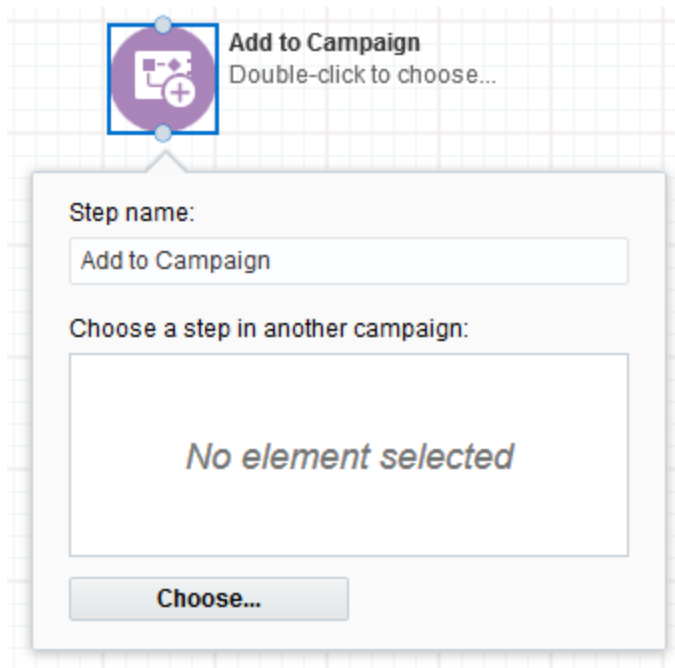 Add to Campaign
Double-click to choose...
Step name:
Add to Campaign
Choose a step in another campaign:
No element selected
Choose...